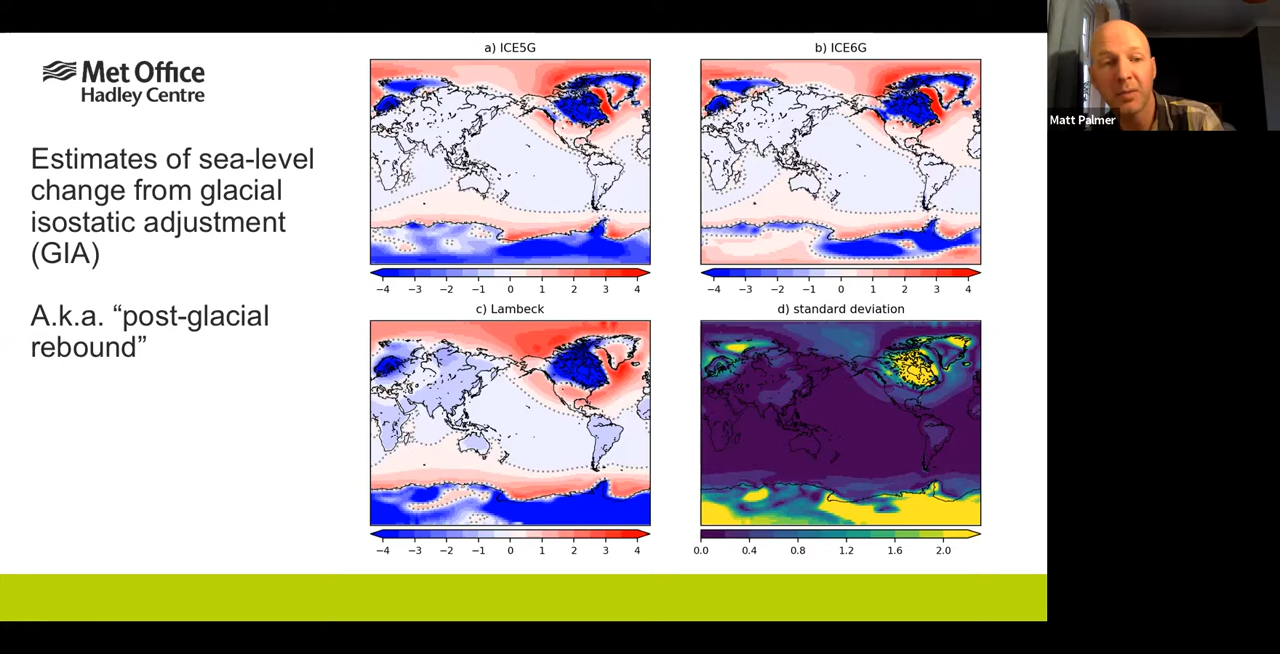 Met Office
Hadley Centre
Estimates of sea-level
change from glacial
isostatic adjustment
(GIA)
A.k.a. “post-glacial
rebound”
a) ICE5G
−4 −3 −2 −1 0 1 2 3 4
b) ICE6G
−4 −3 −2 −1 0 1 2 3 4
c) Lambeck
−4 −3 −2 −1 0 1 2 3 4
d) standard deviation
0.0 0.4 0.8 1.2 1.6 2.0
Matt Palmer